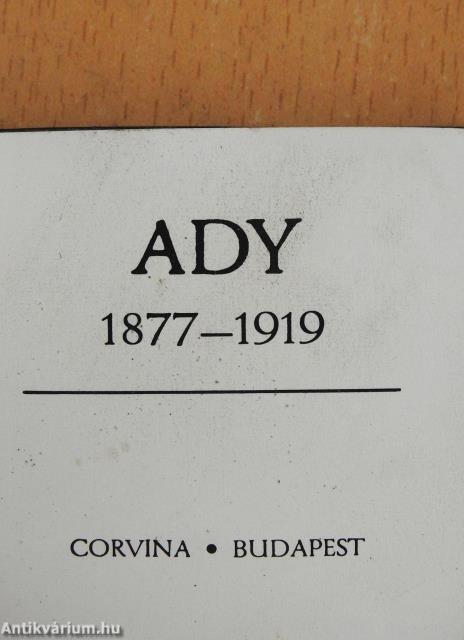 ADY
1877—1919
CORVINA • BUDAPEST
Antikvárium.hu